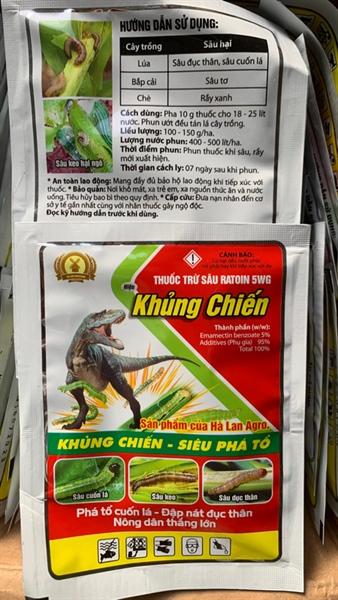 HƯỚNG DẪN SỬ DỤNG:
Cây trồng Sâu hại
Lúa Sâu đục thân, sâu cuốn lá
Bắp cải Sâu tơ
Chè Rầy xanh
Sâu keo hại ngô
Cách dùng: Pha 10 g thuốc cho 18 - 25 lít
nước. Phun ướt đều tán lá cây trồng.
Liều lượng: 100 - 150 g/ha.
Lượng nước phun: 400 - 500 lít/ha.
Thời điểm phun: Phun thuốc khi sâu, rầy
mới xuất hiện.
Thời gian cách ly: 07 ngày sau khi phun.
* An toàn lao động: Mang đầy đủ bảo hộ lao động khi tiếp xúc với
thuốc. * Bảo quản: Nơi khô mát, xa trẻ em, xa nguồn thức ăn và nước
uống. Tiêu hủy bao bì theo quy định. * Cấp cứu: Đưa nạn nhân đến cơ
sở y tế gần nhất cùng với nhãn thuốc gây ngộ độc.
Đọc kỹ hướng dẫn trước khi dùng.
CẢNH BÁO:
THUỐC TRỪ SÂU RATOIN 5WG
Hiệu
Khủng Chiến
Thành phần (w/w):
Emamectin benzoate 5%
Additives (Phụ gia) 95%
Total 100%
Sản phẩm của Hà Lan Agro.
KHỦNG CHIẾN - SIÊU PHÁ TỔ
Sâu cuốn lá Sâu keo Sâu đục thân
Phá tổ cuốn lá - Đập nát đục thân
Nông dân thắng lớn